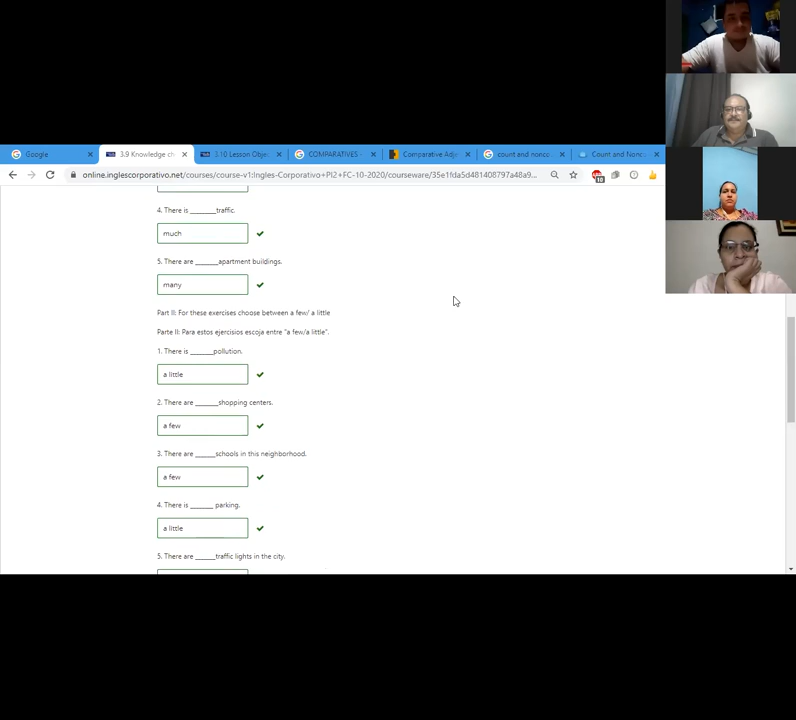 Google
3.9 Knowledge ch
3.10 Lesson Obje
COMPARATIVES -
Comparative Adje
count and nonco
Count and Nonc
online.inglescorporativo.net/courses/course-v1:Ingles-Corporativo+PI2+FC-10-2020/courseware/35e1fda5d481408797a48a9...
4. There is _______traffic.
much
5. There are ______apartment buildings.
many
Part II: For these exercises choose between a few/ a little
Parte II: Para estos ejercisios escoja entre "a few/a little".
1. There is ______pollution.
a little
2. There are ______shopping centers.
a few
3. There are ______schools in this neighborhood.
a few
4. There is ______ parking.
a little
5. There are ______traffic lights in the city.